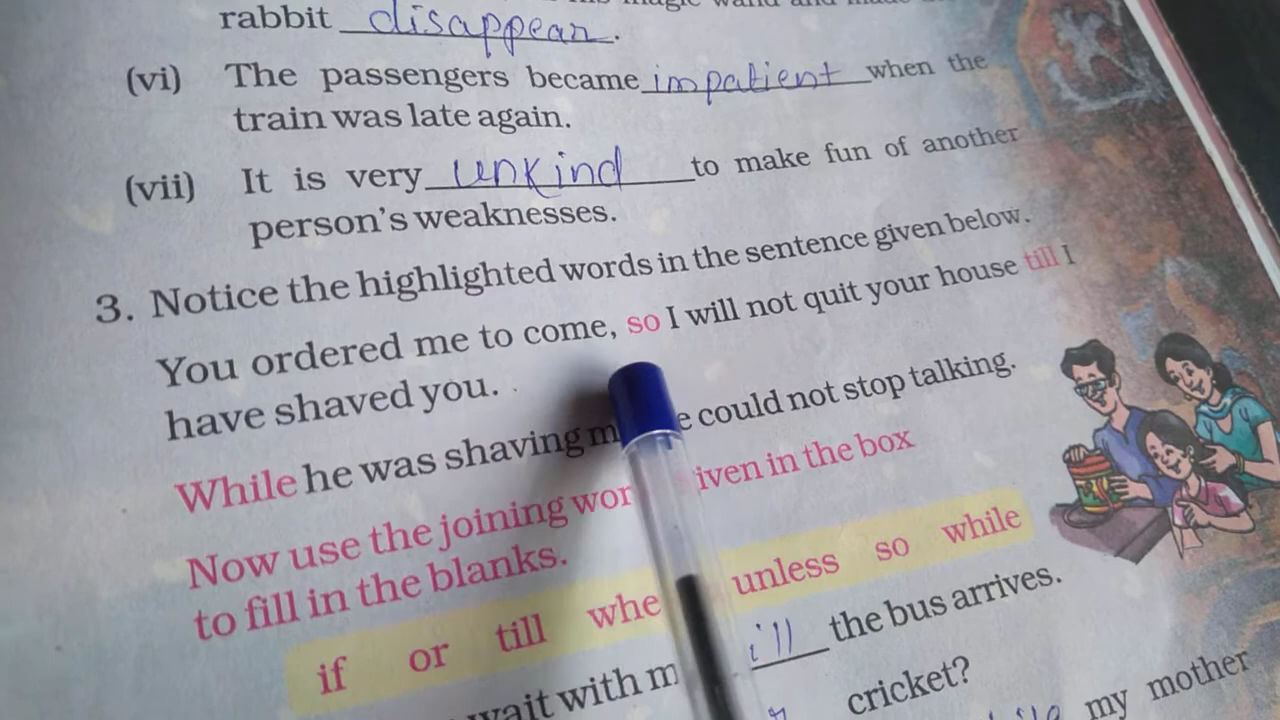 rabbit disappear.
(vi) The passengers became impatient when the
train was late again.
(vii) It is very unkind to make fun of another
person's weaknesses.
3. Notice the highlighted words in the sentence given below.
You ordered me to come, so I will not quit your house till I
have shaved you.
While he was shaving could not stop talking.
Now use the joining in the box
to fill in the blanks.
if or till unless so while
wait with the bus arrives.
cricket?
my mother